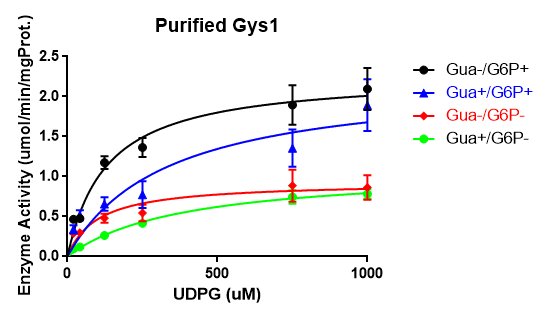 Purified Gys1
Enzyme Activity (umol/min/mgProt.)
2.5
2.0
1.5
1.0
0.5
0.0
0
500
1000
UDPG (uM)
Gua-/G6P+
Gua+/G6P+
Gua-/G6P-
Gua+/G6P-